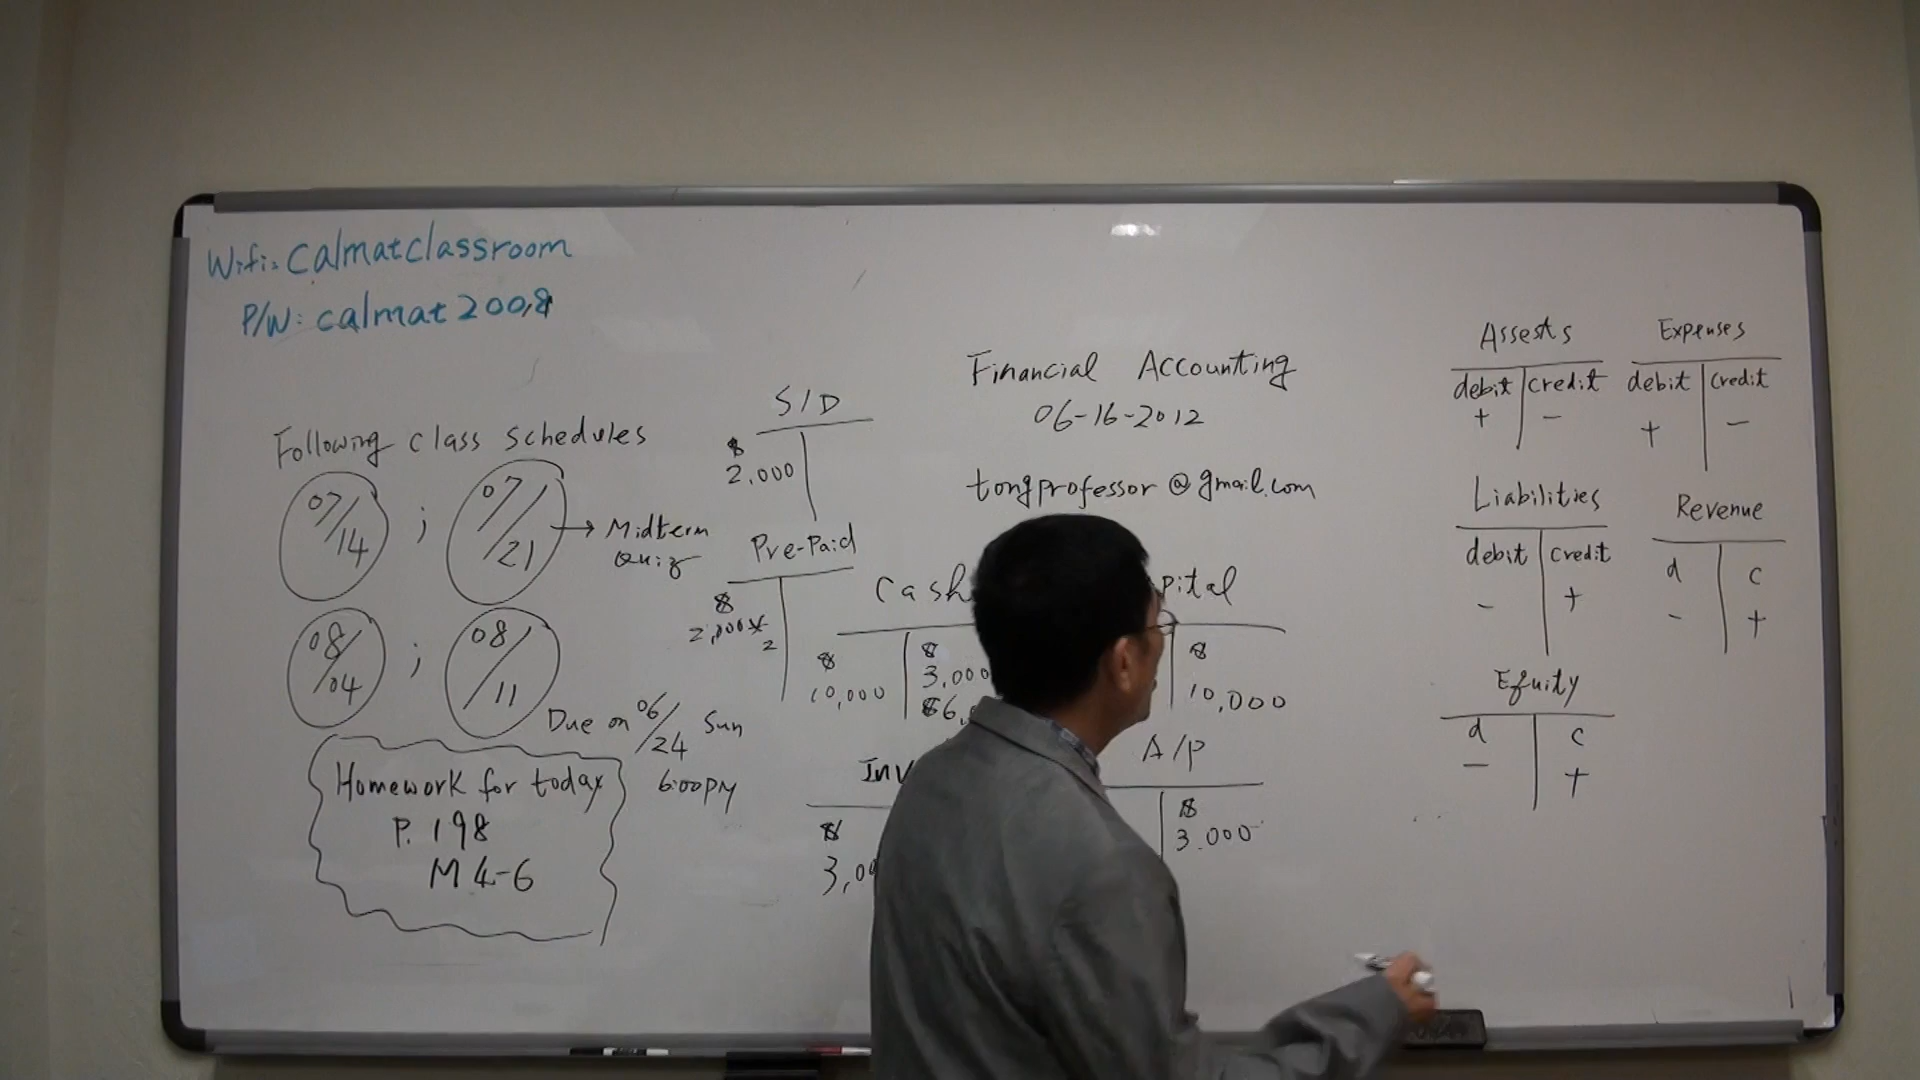 Wifi: calmatclassroom
P/W: calmat2008
Following class schedules
07/14 ; 07/21 → Midterm
Quiz
08/04 ; 08/11
Due on 06/24 Sun
6:00PM
Homework for today
P. 198
M 4-6
S/D
$
2,000
Pre-Paid
$
2,000
2
Financial Accounting
06-16-2012
tongprofessor@gmail.com
Cash
$ $
10,000 3,000
$6,
pital
$
10,000
Inv
$
3,00
A/P
$
3.000
Assests
debit credit
+ −
Expenses
debit credit
+ −
Liabilities
debit credit
− +
Revenue
d c
− +
Equity
d c
− +